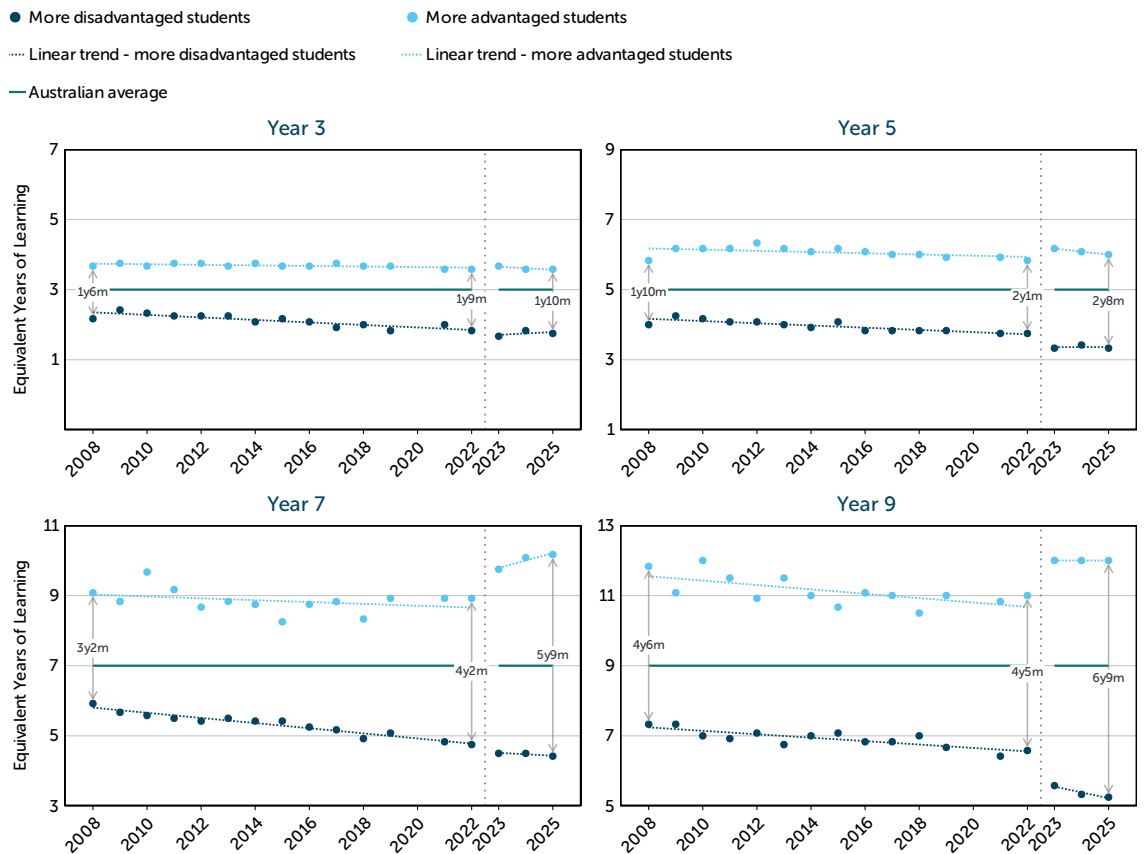 More disadvantaged students
More advantaged students
Linear trend - more disadvantaged students
Linear trend - more advantaged students
Australian average
Year 3
Year 5
Equivalent Years of Learning
7
5
3
1
1y6m
1y9m
1y10m
2008
2010
2012
2014
2016
2018
2020
2022
2023
2025
9
7
5
3
1
1y10m
2y1m
2y8m
2008
2010
2012
2014
2016
2018
2020
2022
2023
2025
Year 7
Year 9
Equivalent Years of Learning
11
9
7
5
3
3y2m
4y2m
5y9m
2008
2010
2012
2014
2016
2018
2020
2022
2023
2025
13
11
9
7
5
4y6m
4y5m
6y9m
2008
2010
2012
2014
2016
2018
2020
2022
2023
2025